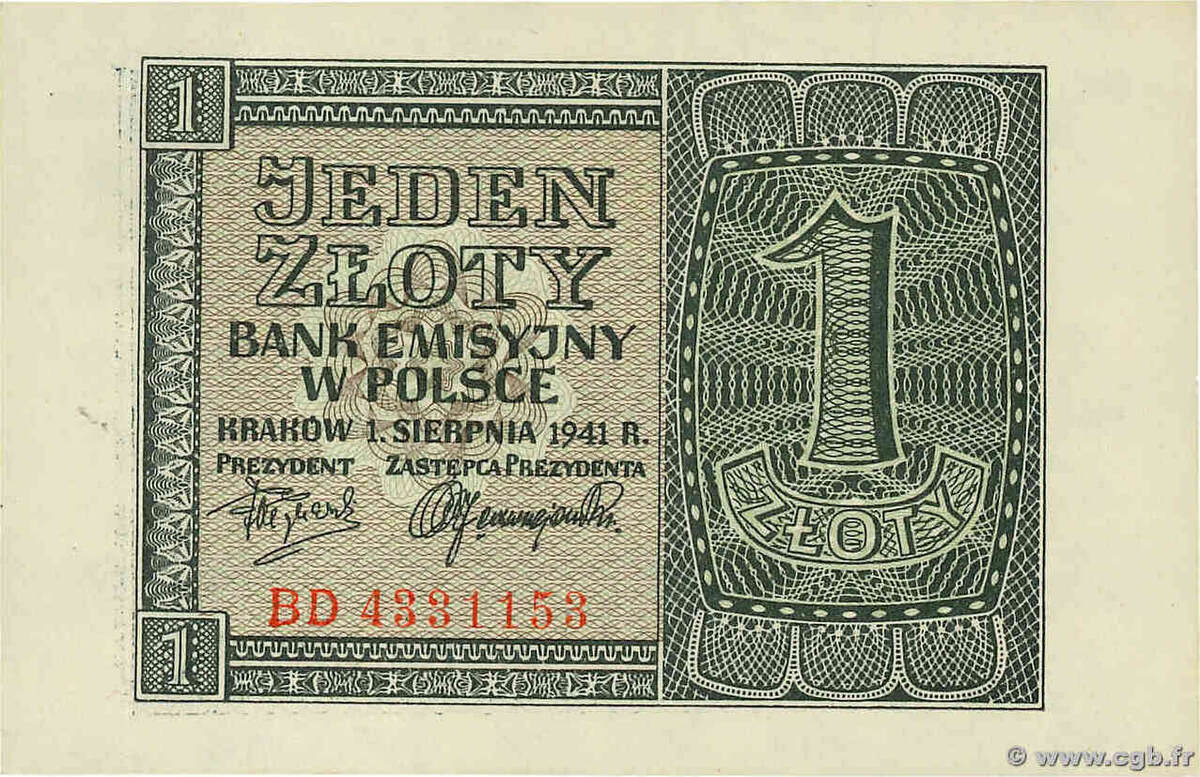 1
JEDEN
ZŁOTY
BANK EMISYJNY
W POLSCE
KRAKÓW 1. SIERPNIA 1941 R.
PREZYDENT ZASTĘPCA PREZYDENTA
BD 4331153
1
1
ZŁOTY
© www.cgb.fr